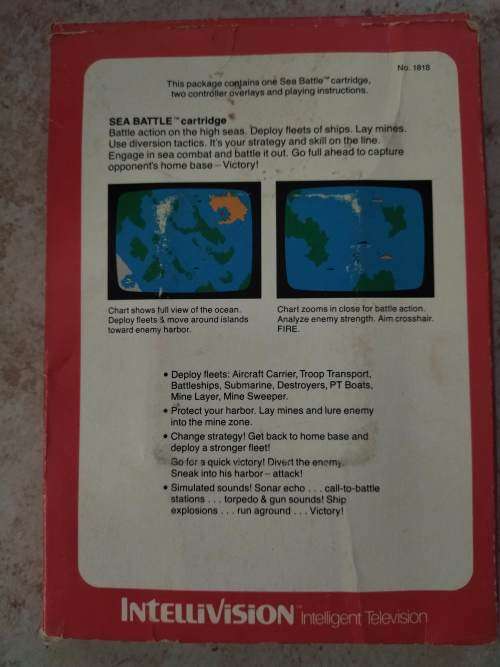 No. 1818
This package contains one Sea Battle™ cartridge,
two controller overlays and playing instructions.
SEA BATTLE™ cartridge
Battle action on the high seas. Deploy fleets of ships. Lay mines.
Use diversion tactics. It's your strategy and skill on the line.
Engage in sea combat and battle it out. Go full ahead to capture
opponent's home base – Victory!
Chart shows full view of the ocean.
Deploy fleets & move around islands
toward enemy harbor.
Chart zooms in close for battle action.
Analyze enemy strength. Aim crosshair.
FIRE.
• Deploy fleets: Aircraft Carrier, Troop Transport,
Battleships, Submarine, Destroyers, PT Boats,
Mine Layer, Mine Sweeper.
• Protect your harbor. Lay mines and lure enemy
into the mine zone.
• Change strategy! Get back to home base and
deploy a stronger fleet!
Go for a quick victory! Divert the enemy.
Sneak into his harbor – attack!
• Simulated sounds! Sonar echo . . . call-to-battle
stations . . . torpedo & gun sounds! Ship
explosions . . . run aground . . . Victory!
INTELLIVISION™ Intelligent Television